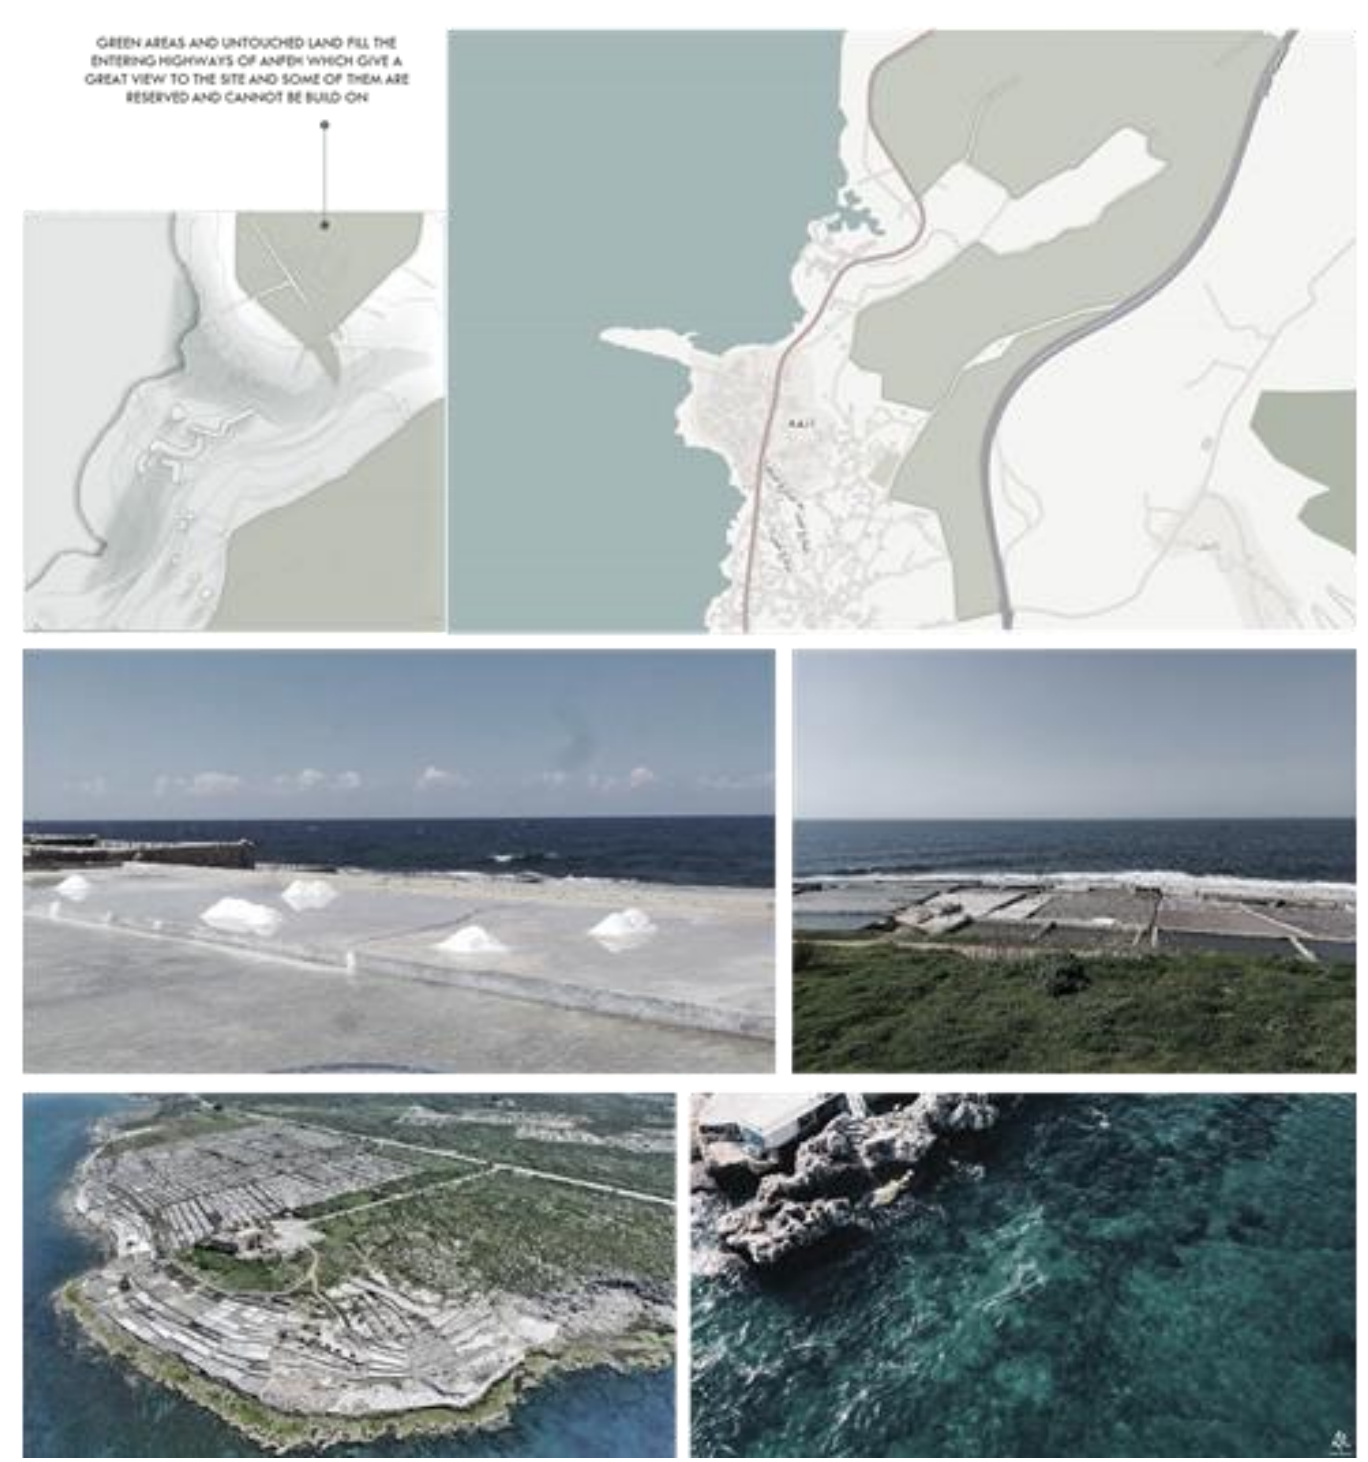 GREEN AREAS AND UNTOUCHED LAND FILL THE
ENTERING HIGHWAYS OF ANFEH WHICH GIVE A
GREAT VIEW TO THE SITE AND SOME OF THEM ARE
RESERVED AND CANNOT BE BUILD ON